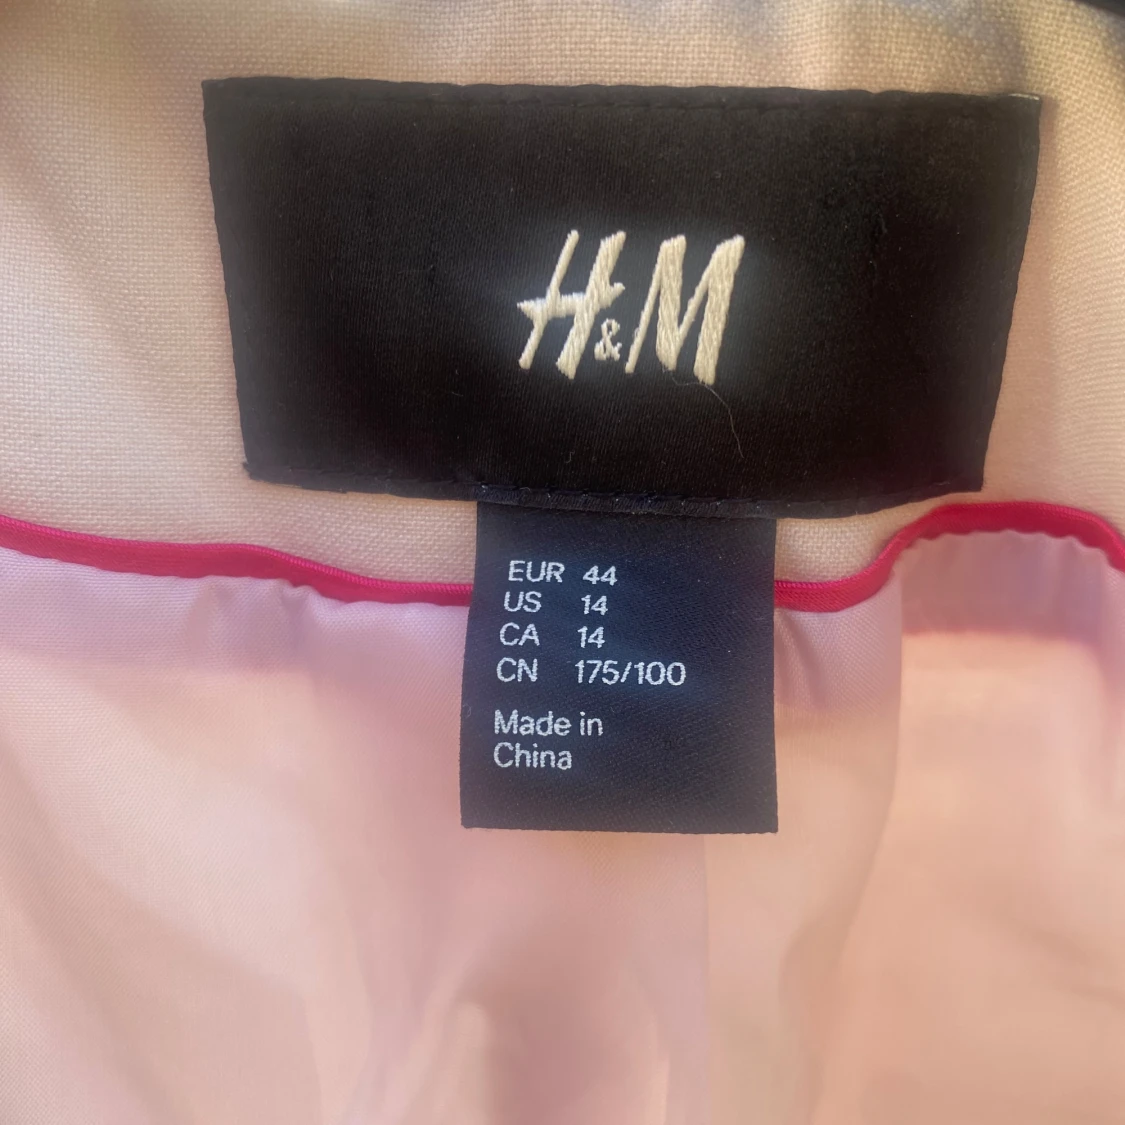 H&M
EUR 44
US 14
CA 14
CN 175/100
Made in
China